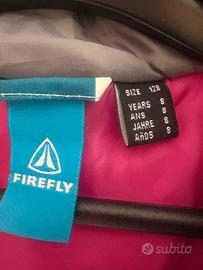 SIZE 128
YEARS 8
ANS 8
JAHRE 8
AÑOS 8
FIREFLY
subito